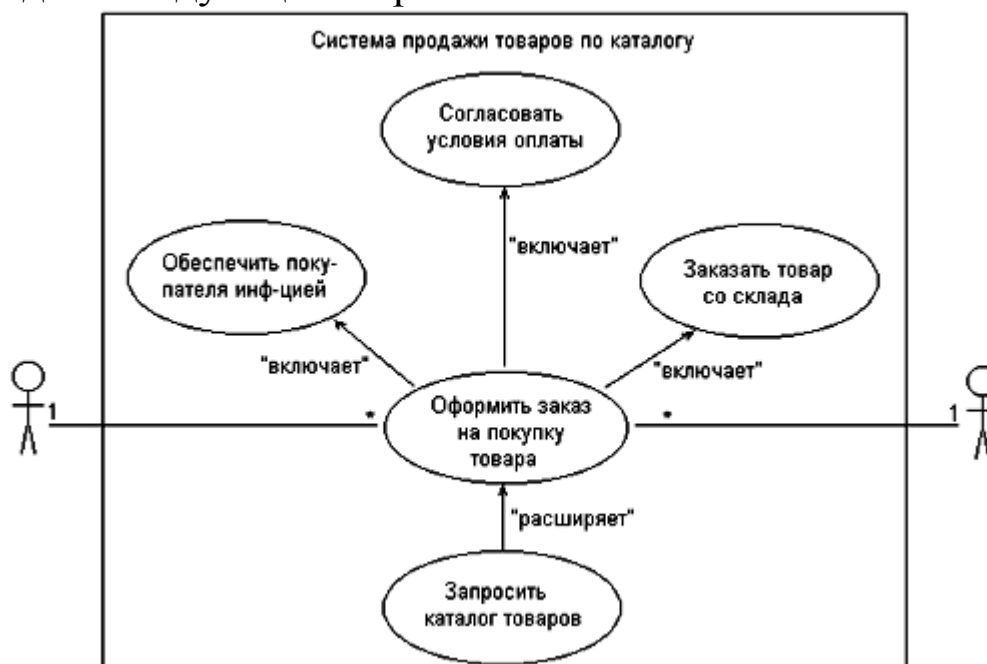 Система продажи товаров по каталогу
Согласовать
условия оплаты
"включает"
Обеспечить поку-
пателя инф-цией
Заказать товар
со склада
"включает"
"включает"
1
*
Оформить заказ
на покупку
товара
*
1
"расширяет"
Запросить
каталог товаров